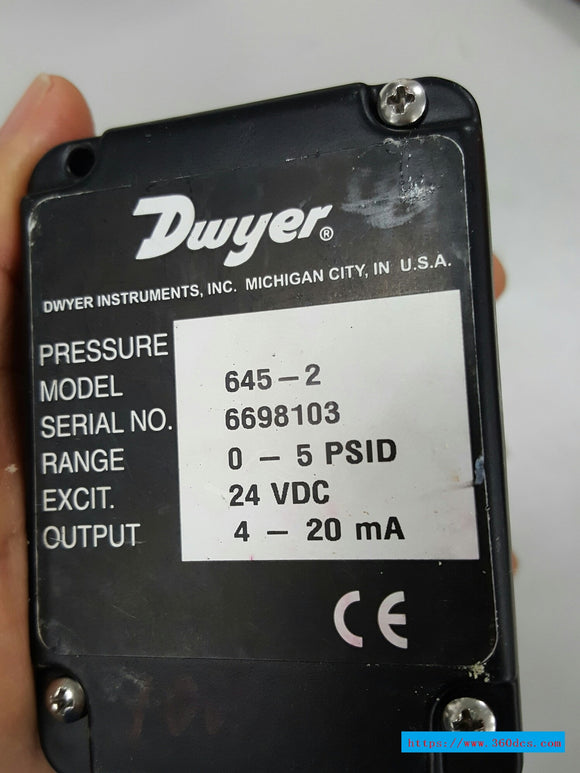 Dwyer®
DWYER INSTRUMENTS, INC. MICHIGAN CITY, IN U.S.A.
PRESSURE
MODEL 645-2
SERIAL NO. 6698103
RANGE 0 - 5 PSID
EXCIT. 24 VDC
OUTPUT 4 - 20 mA
CE
https://www.360dcs.com